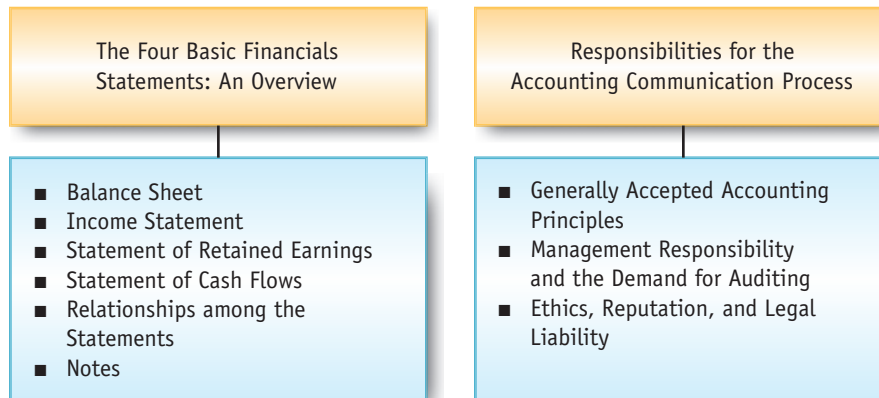 The Four Basic Financials
Statements: An Overview
■ Balance Sheet
■ Income Statement
■ Statement of Retained Earnings
■ Statement of Cash Flows
■ Relationships among the
Statements
■ Notes
Responsibilities for the
Accounting Communication Process
■ Generally Accepted Accounting
Principles
■ Management Responsibility
and the Demand for Auditing
■ Ethics, Reputation, and Legal
Liability